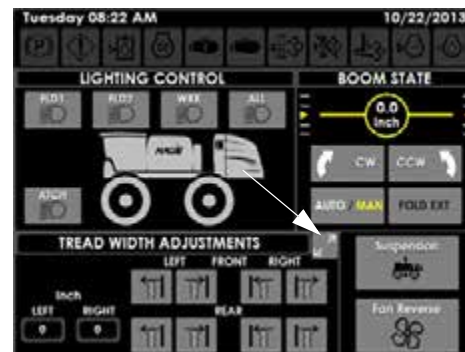 Tuesday 08:22 AM 10/22/2013
LIGHTING CONTROL
BOOM STATE
FLD1 FLD2 WRK ALL
0.0
Inch
HAGIE
CW CCW
ATCH
AUTO / MAN FOLD EXT
TREAD WIDTH ADJUSTMENTS
LEFT FRONT RIGHT
Suspension
Inch
LEFT RIGHT
REAR
0 0
Fan Reverse